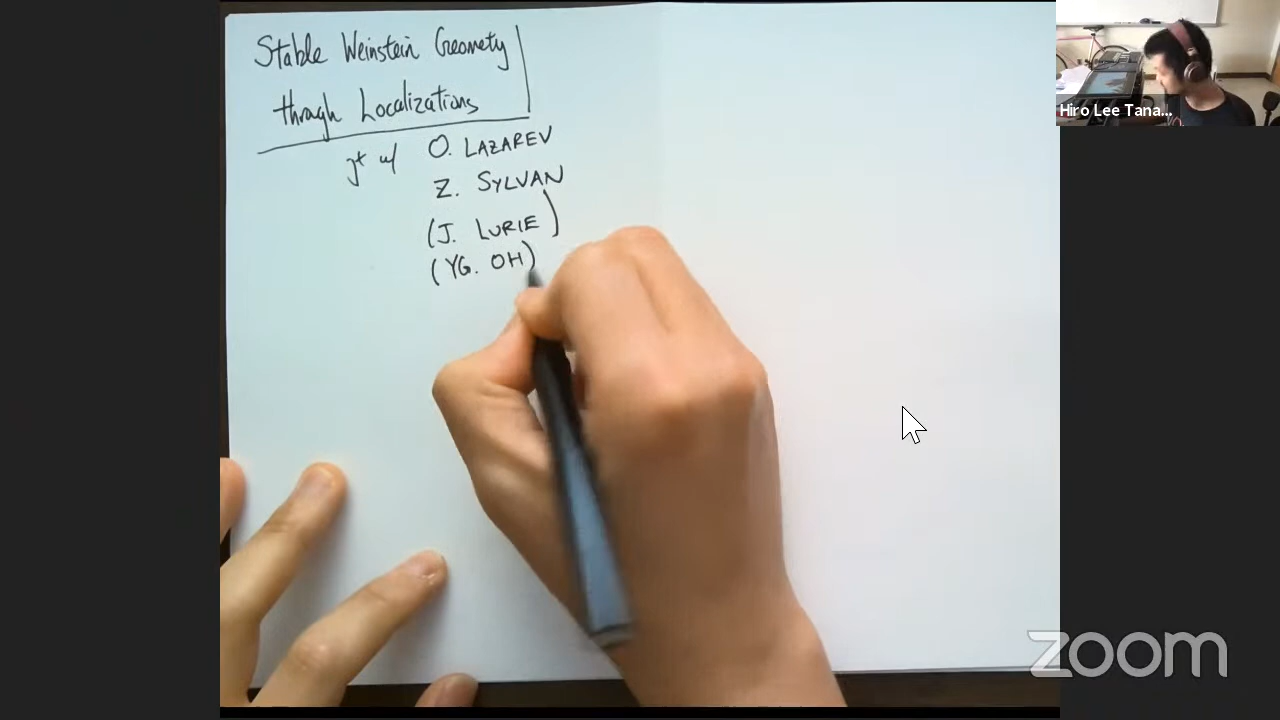 Stable Weinstein Geometry
through Localizations
jt w/ O. LAZAREV
Z. SYLVAN
(J. LURIE)
(YG. OH)
Hiro Lee Tana...
zoom